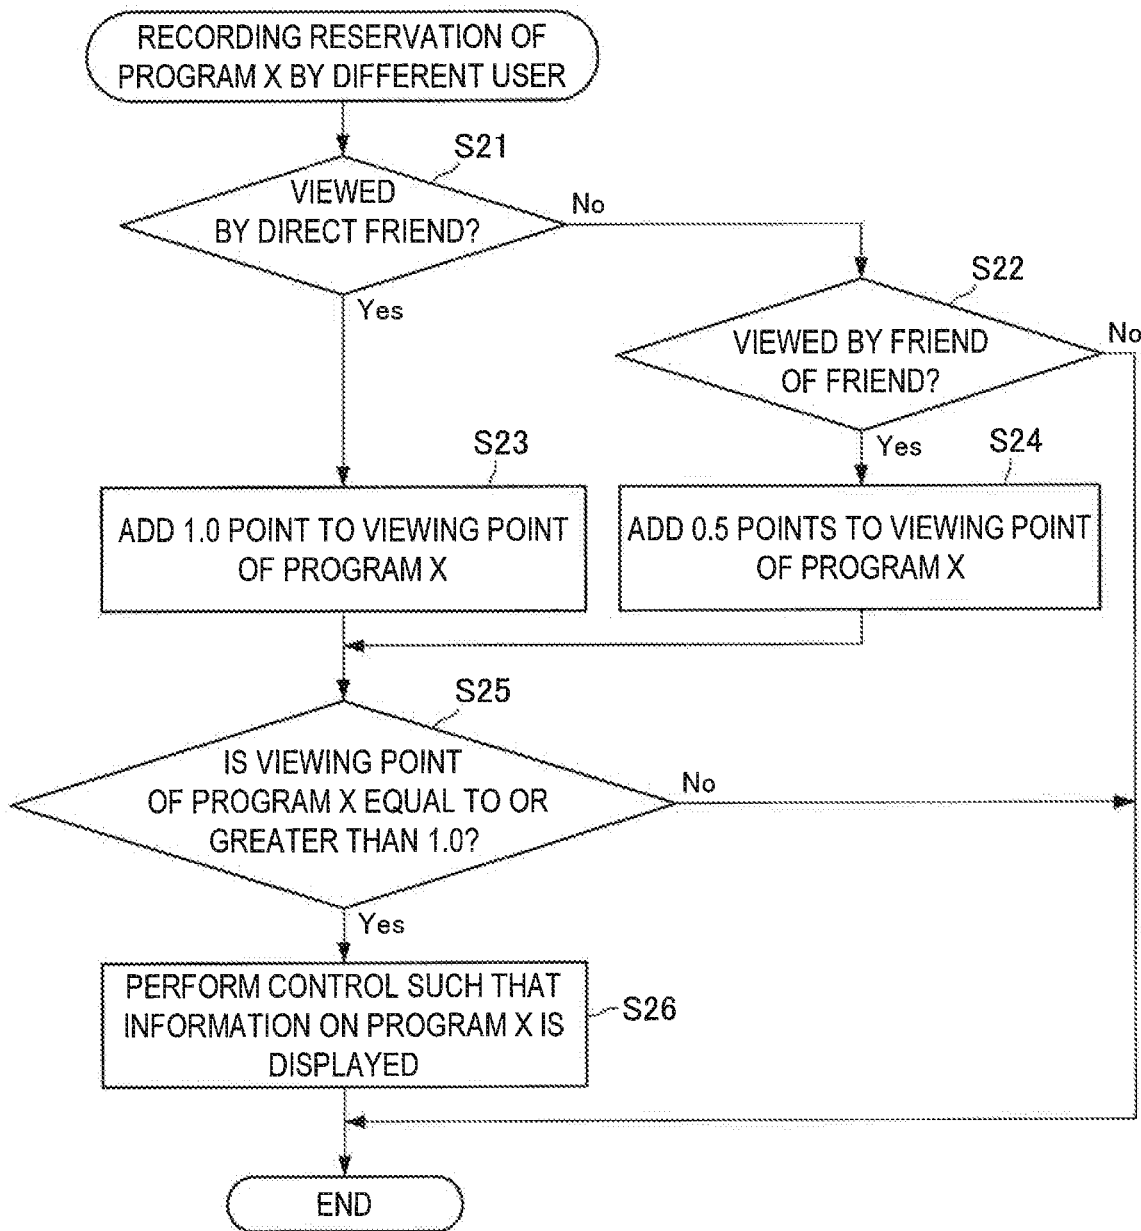 RECORDING RESERVATION OF
PROGRAM X BY DIFFERENT USER
S21
VIEWED
BY DIRECT FRIEND?
No
Yes
S22
VIEWED BY FRIEND
OF FRIEND?
No
Yes
S23
ADD 1.0 POINT TO VIEWING POINT
OF PROGRAM X
S24
ADD 0.5 POINTS TO VIEWING POINT
OF PROGRAM X
S25
IS VIEWING POINT
OF PROGRAM X EQUAL TO OR
GREATER THAN 1.0?
No
Yes
PERFORM CONTROL SUCH THAT
INFORMATION ON PROGRAM X IS
DISPLAYED
S26
END